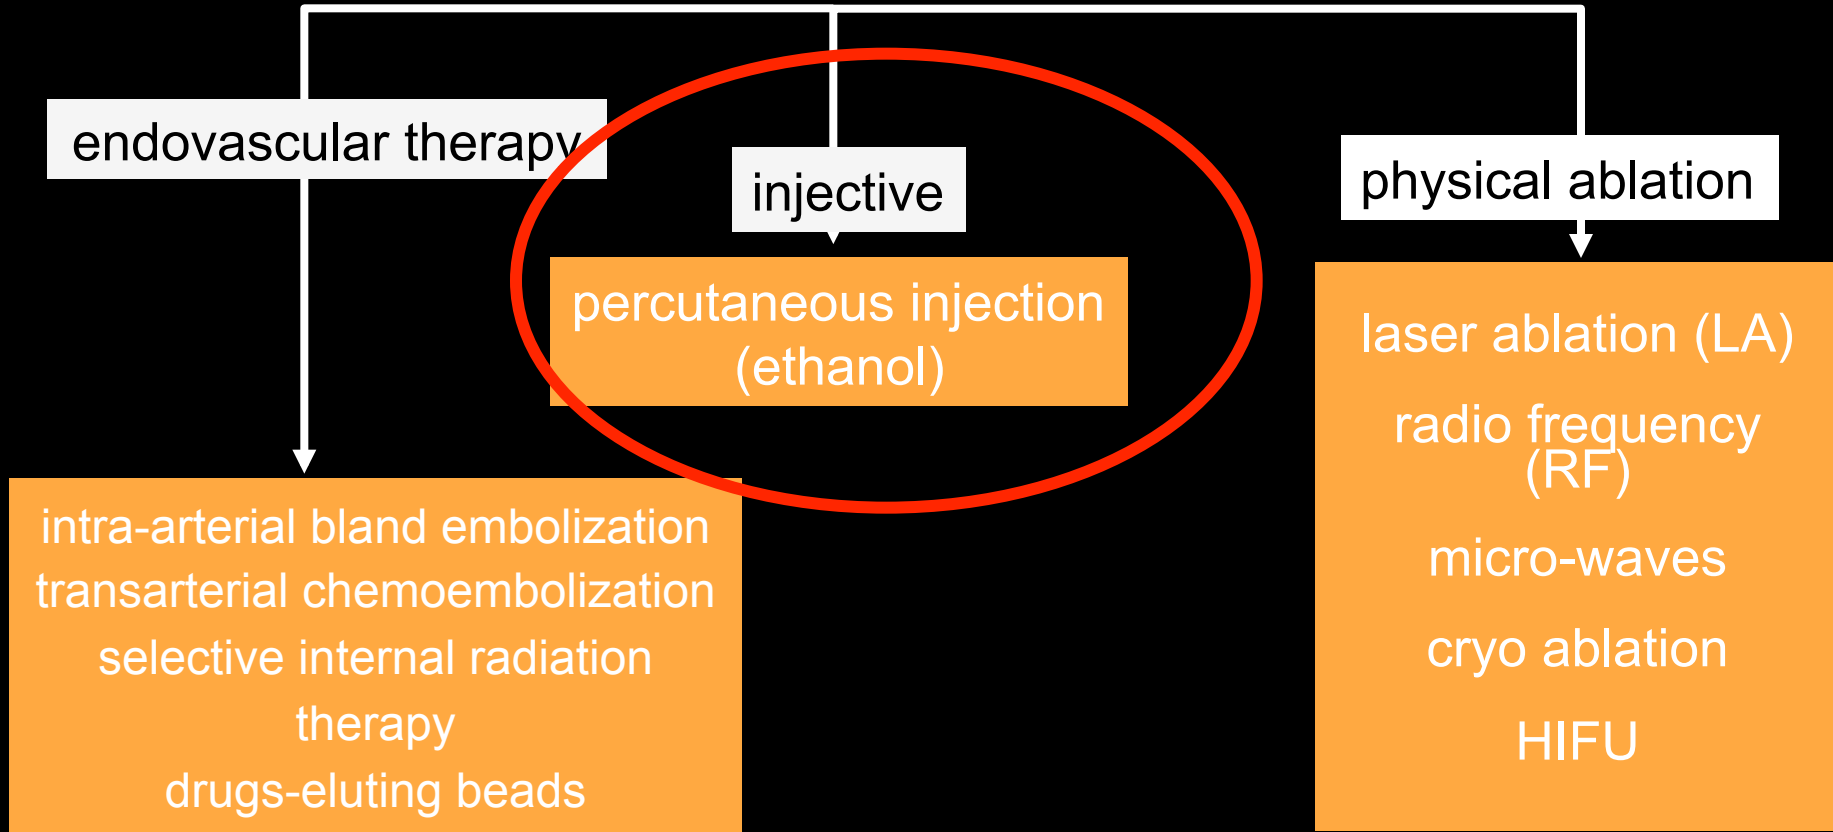 endovascular therapy
injective
physical ablation
percutaneous injection
(ethanol)
intra-arterial bland embolization
transarterial chemoembolization
selective internal radiation
therapy
drugs-eluting beads
laser ablation (LA)
radio frequency
(RF)
micro-waves
cryo ablation
HIFU